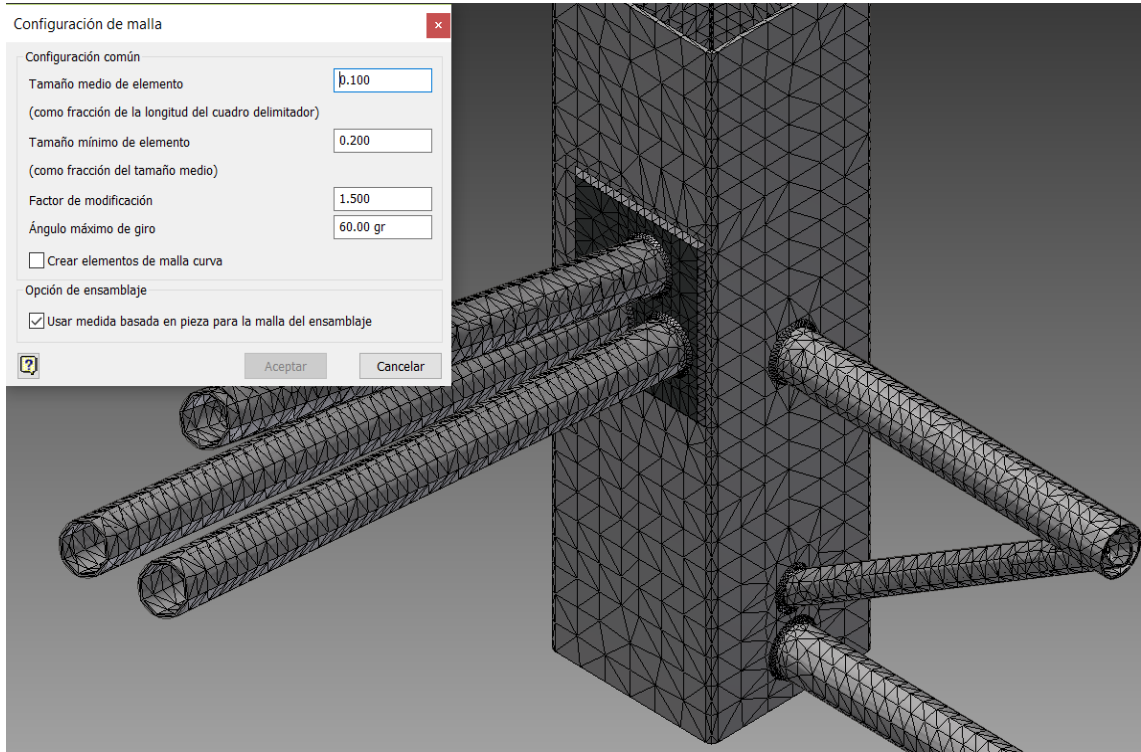 Configuración de malla
Configuración común
Tamaño medio de elemento
0.100
(como fracción de la longitud del cuadro delimitador)
Tamaño mínimo de elemento
0.200
(como fracción del tamaño medio)
Factor de modificación
1.500
Ángulo máximo de giro
60.00 gr
Crear elementos de malla curva
Opción de ensamblaje
Usar medida basada en pieza para la malla del ensamblaje
?
Aceptar
Cancelar